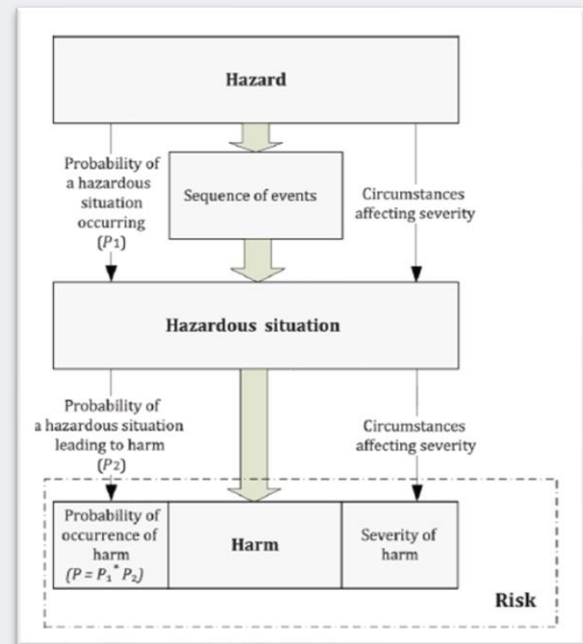 Hazard
Probability of
a hazardous
situation
occurring
(P1)
Sequence of events
Circumstances
affecting severity
Hazardous situation
Probability of
a hazardous situation
leading to harm
(P2)
Circumstances
affecting severity
Probability of
occurrence of
harm
(P = P1* P2)
Harm
Severity of
harm
Risk